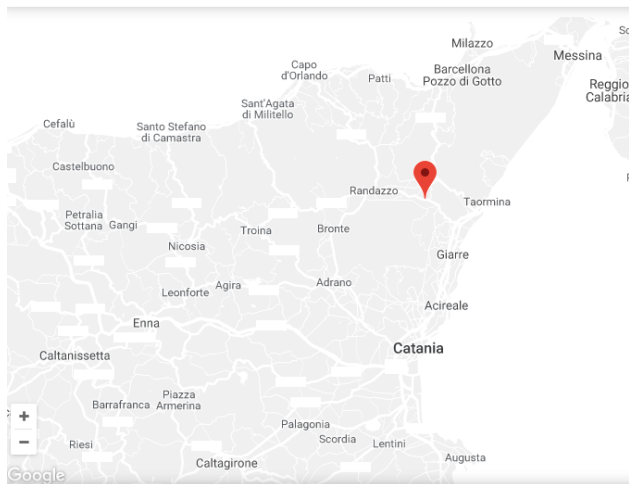 Milazzo
Sc
Messina
Capo
d'Orlando
Patti
Barcellona
Pozzo di Gotto
Reggio
Calabria
Sant'Agata
di Militello
Cefalù
Santo Stefano
di Camastra
Castelbuono
Randazzo
Taormina
Petralia
Sottana
Gangi
Troina
Bronte
Nicosia
Giarre
Leonforte
Agira
Adrano
Acireale
Enna
Catania
Caltanissetta
Barrafranca
Piazza
Armerina
Palagonia
Scordia
Lentini
Riesi
Caltagirone
Augusta
+
−
Google